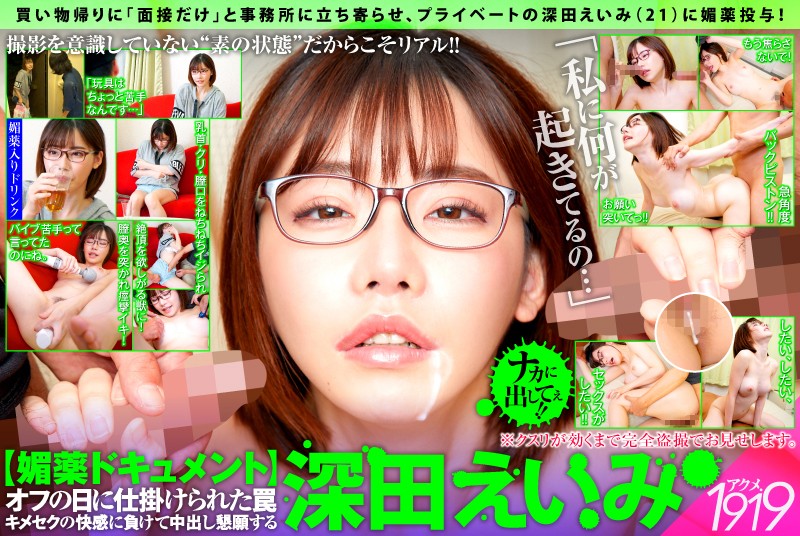 買い物帰りに「面接だけ」と事務所に立ち寄らせ、プライベートの深田えいみ(21)に媚薬投与!
撮影を意識していない“素の状態”だからこそリアル!!
「玩具は
ちょっと苦手
なんです…」
媚薬入りドリンク
乳首・クリ・膣口をねちねちイジられ
バイブ苦手って
言ってた
のにね。
絶頂を欲しがる獣に!
膣奥を突かれ痙攣イキ!
「私に何が
起きてるの…」
もう焦らさ
ないで!
お願い
突いてっ!!
急角度
バックピストン!!
セックスが
したい!!
したい、したい、
ナカに
出してぇ
!!
※クスリが効くまで完全盗撮でお見せします。
【媚薬ドキュメント】
オフの日に仕掛けられた罠
キメセクの快感に負けて中出し懇願する
深田えいみ
アクメ
1919